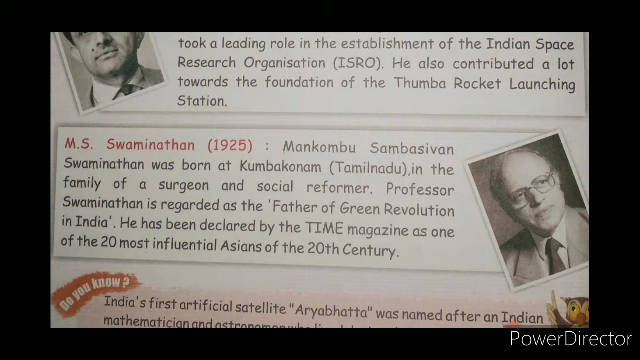 took a leading role in the establishment of the Indian Space
Research Organisation (ISRO). He also contributed a lot
towards the foundation of the Thumba Rocket Launching
Station.
M.S. Swaminathan (1925) : Mankombu Sambasivan
Swaminathan was born at Kumbakonam (Tamilnadu),in the
family of a surgeon and social reformer. Professor
Swaminathan is regarded as the 'Father of Green Revolution
in India'. He has been declared by the TIME magazine as one
of the 20 most influential Asians of the 20th Century.
Do you know?
India's first artificial satellite "Aryabhatta" was named after an Indian
mathematician and astronomer who
PowerDirector